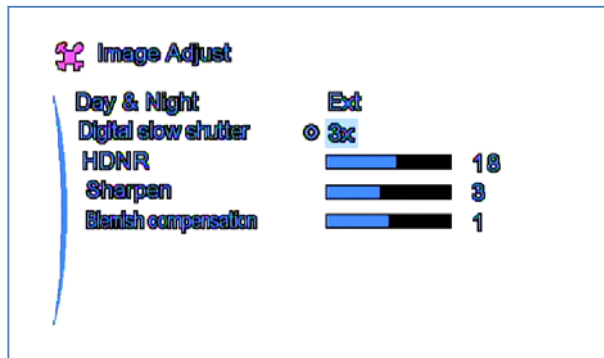 Image Adjust
Day & Night Ext
Digital slow shutter 3x
HDNR 18
Sharpen 3
Blemish compensation 1